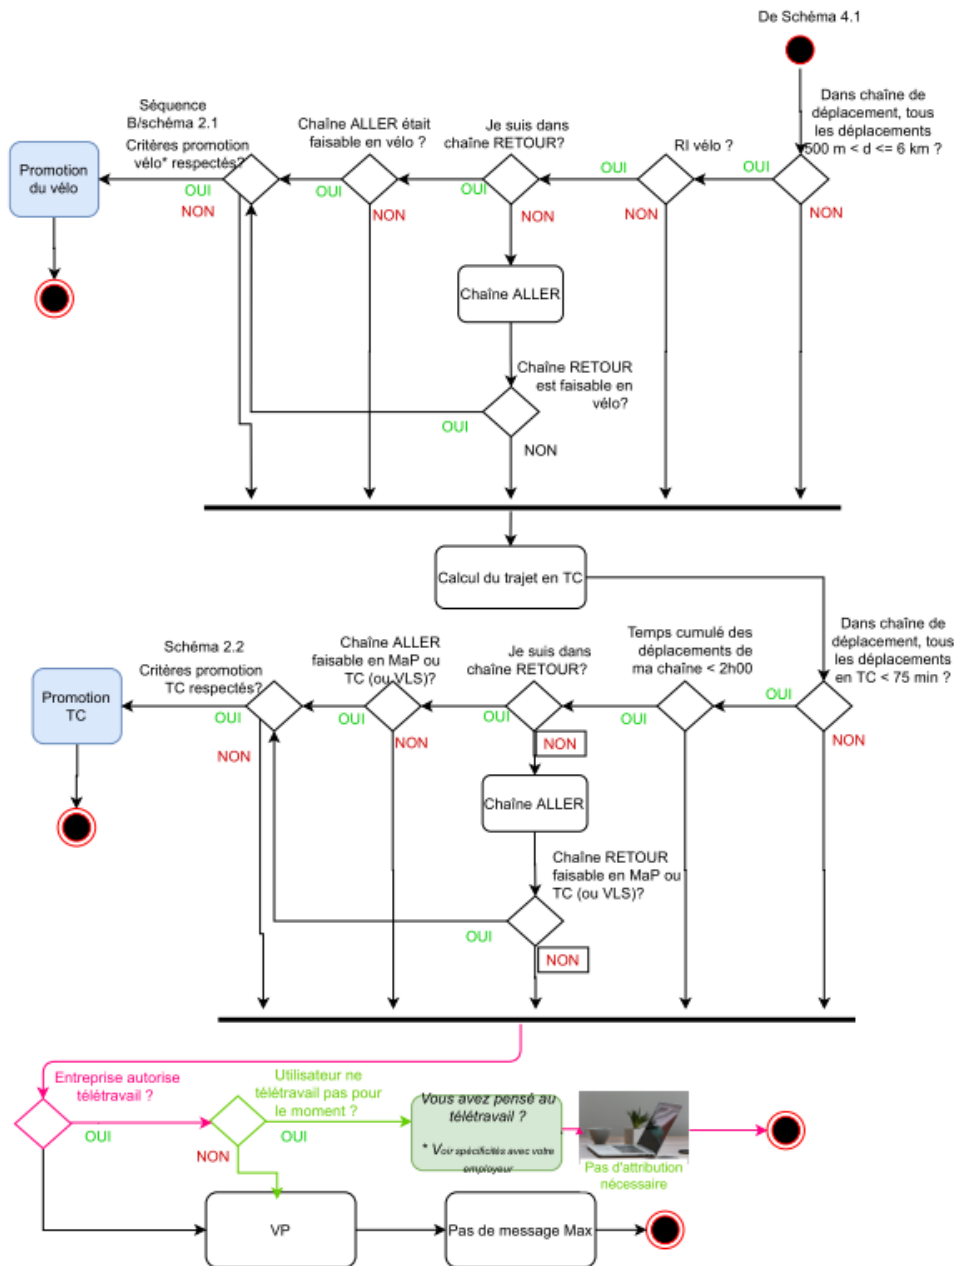 De Schéma 4.1
Dans chaîne de
déplacement, tous
les déplacements
500 m < d <= 6 km ?
OUI
NON
RI vélo ?
OUI
NON
Je suis dans
chaîne RETOUR?
OUI
NON
Chaîne ALLER était
faisable en vélo ?
OUI
NON
Séquence
B/schéma 2.1
Critères promotion
vélo* respectés?
OUI
NON
Promotion
du vélo
Chaîne ALLER
Chaîne RETOUR
est faisable en
vélo?
OUI
NON
Calcul du trajet en TC
Dans chaîne de
déplacement, tous
les déplacements
en TC < 75 min ?
OUI
NON
Temps cumulé des
déplacements de
ma chaîne < 2h00
OUI
Je suis dans
chaîne RETOUR?
OUI
NON
Chaîne ALLER
faisable en MaP ou
TC (ou VLS)?
OUI
NON
Schéma 2.2
Critères promotion
TC respectés?
OUI
NON
Promotion
TC
Chaîne ALLER
Chaîne RETOUR
faisable en MaP ou
TC (ou VLS)?
OUI
NON
Entreprise autorise
télétravail ?
OUI
Utilisateur ne
télétravail pas pour
le moment ?
OUI
NON
Vous avez pensé au
télétravail ?
* Voir spécificités avec votre
employeur
Pas d'attribution
nécessaire
VP
Pas de message Max